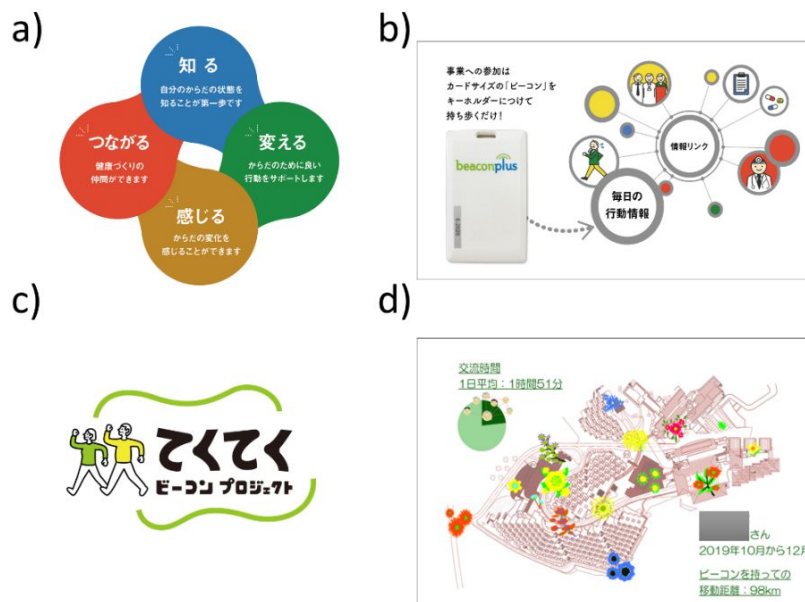 a)
知る
自分のからだの状態を
知ることが第一歩です
つながる
健康づくりの
仲間ができます
変える
からだのために良い
行動をサポートします
感じる
からだの変化を
感じることができます
b)
事業への参加は
カードサイズの「ビーコン」を
キーホルダーにつけて
持ち歩くだけ!
beaconplus
情報リンク
毎日の
行動情報
c)
てくてく
ビーコン プロジェクト
d)
交流時間
1日平均：1時間51分
さん
2019年10月から12月
ビーコンを持っての
移動距離：98km